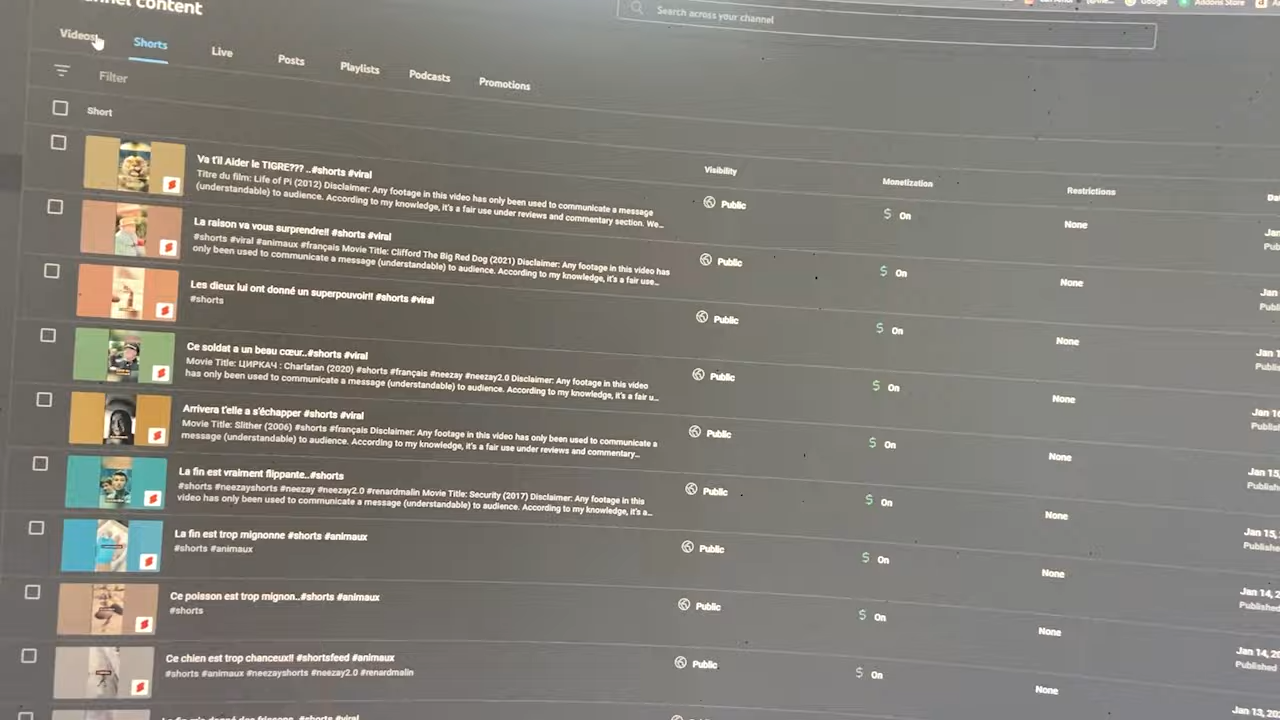 content
Search across your channel
Google
Addons Store
Videos
Shorts
Live
Posts
Playlists
Podcasts
Promotions
Filter
Short
Visibility
Monetization
Restrictions
Va t'il Aider le TIGRE??? ..#shorts #viral
Titre du film: Life of Pi (2012) Disclaimer: Any footage in this video has only been used to communicate a message
(understandable) to audience. According to my knowledge, it's a fair use under reviews and commentary section. We...
Public
$ On
None
Jan
La raison va vous surprendre!! #shorts #viral
#shorts #viral #animaux #français Movie Title: Clifford The Big Red Dog (2021) Disclaimer: Any footage in this video has
only been used to communicate a message (understandable) to audience. According to my knowledge, it's a fair use...
Public
$ On
None
Jan
Les dieux lui ont donné un superpouvoir!! #shorts #viral
#shorts
Public
$ On
None
Jan 1
Ce soldat a un beau cœur..#shorts #viral
Movie Title: ЦИРКАЧ : Charlatan (2020) #shorts #français #neezay #neezay2.0 Disclaimer: Any footage in this video
has only been used to communicate a message (understandable) to audience. According to my knowledge, it's a fair u...
Public
$ On
None
Jan 1
Arrivera t'elle a s'échapper #shorts #viral
Movie Title: Slither (2006) #shorts #français Disclaimer: Any footage in this video has only been used to communicate a
message (understandable) to audience. According to my knowledge, it's a fair use under reviews and commentary...
Public
$ On
None
Jan 15,
La fin est vraiment flippante..#shorts
#shorts #neezayshorts #neezay #neezay2.0 #renardmalin Movie Title: Security (2017) Disclaimer: Any footage in this
video has only been used to communicate a message (understandable) to audience. According to my knowledge, it's a...
Public
$ On
None
Jan 15,
La fin est trop mignonne #shorts #animaux
#shorts #animaux
Public
$ On
None
Jan 14, 2
Published
Ce poisson est trop mignon..#shorts #animaux
#shorts
Public
$ On
None
Jan 14, 20
Published
Ce chien est trop chanceux!! #shortsfeed #animaux
#shorts #animaux #neezayshorts #neezay2.0 #renardmalin
Public
$ On
None
Jan 13, 202